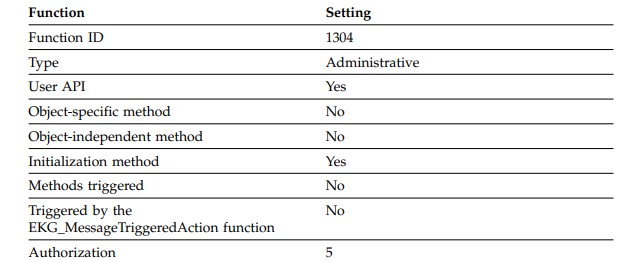 Function Setting
Function ID 1304
Type Administrative
User API Yes
Object-specific method No
Object-independent method No
Initialization method Yes
Methods triggered No
Triggered by the No
EKG_MessageTriggeredAction function
Authorization 5